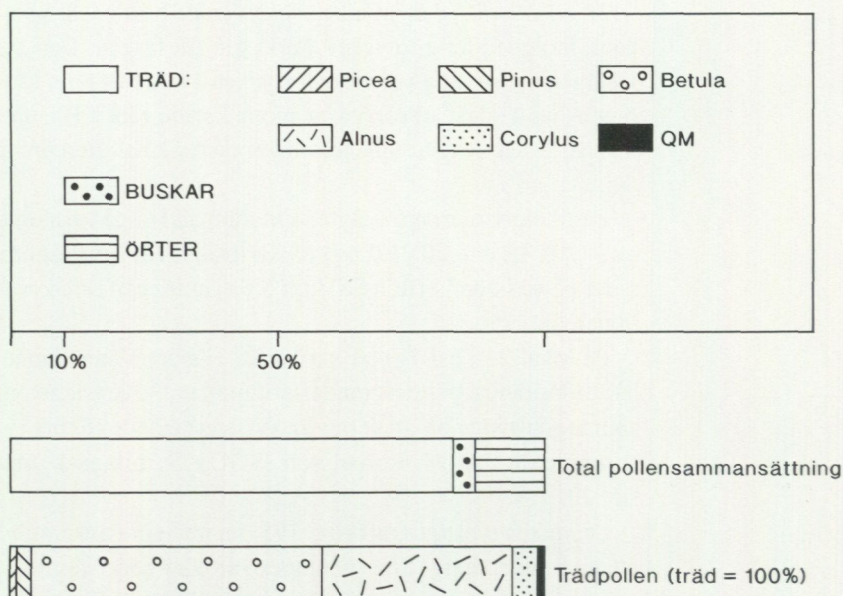 TRÄD: Picea Pinus Betula
Alnus Corylus QM
BUSKAR
ÖRTER
10% 50%
Total pollensammansättning
Trädpollen (träd = 100%)